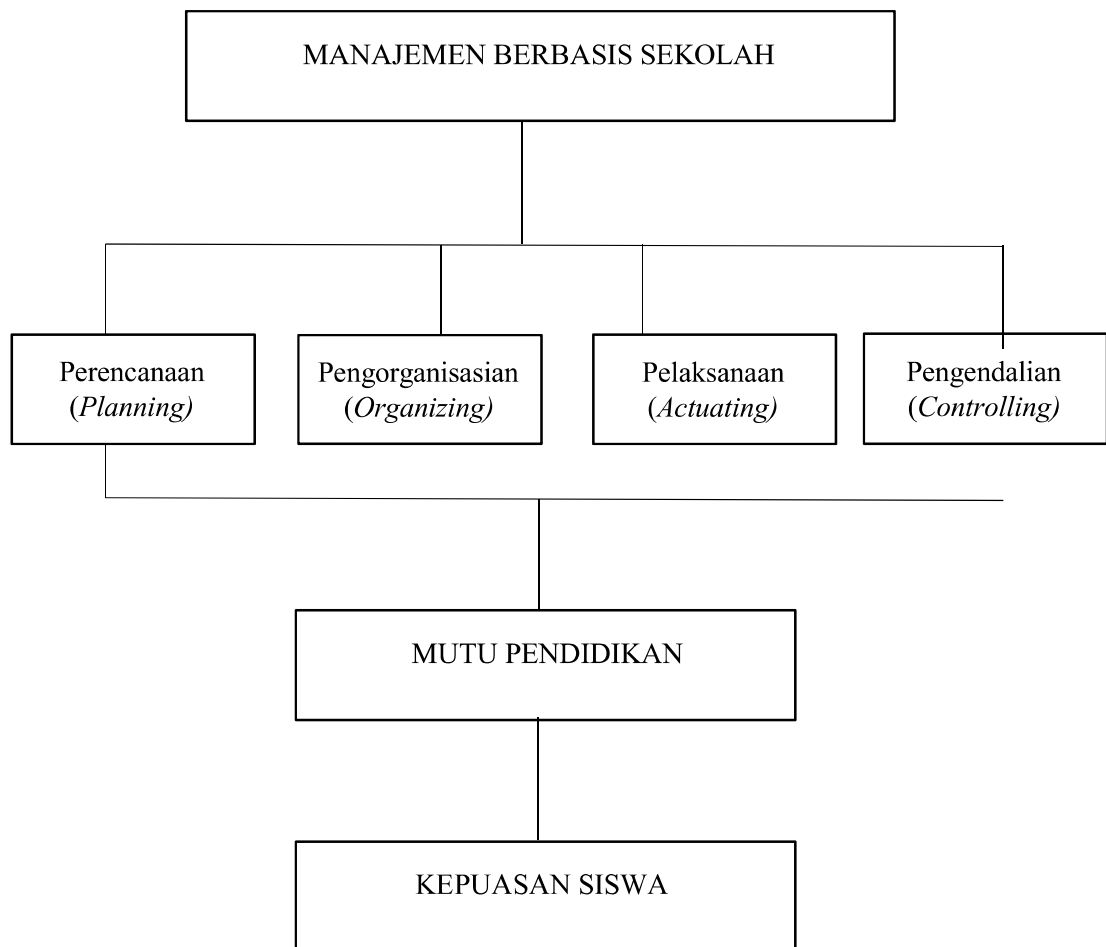 MANAJEMEN BERBASIS SEKOLAH
Perencanaan
(Planning)
Pengorganisasian
(Organizing)
Pelaksanaan
(Actuating)
Pengendalian
(Controlling)
MUTU PENDIDIKAN
KEPUASAN SISWA